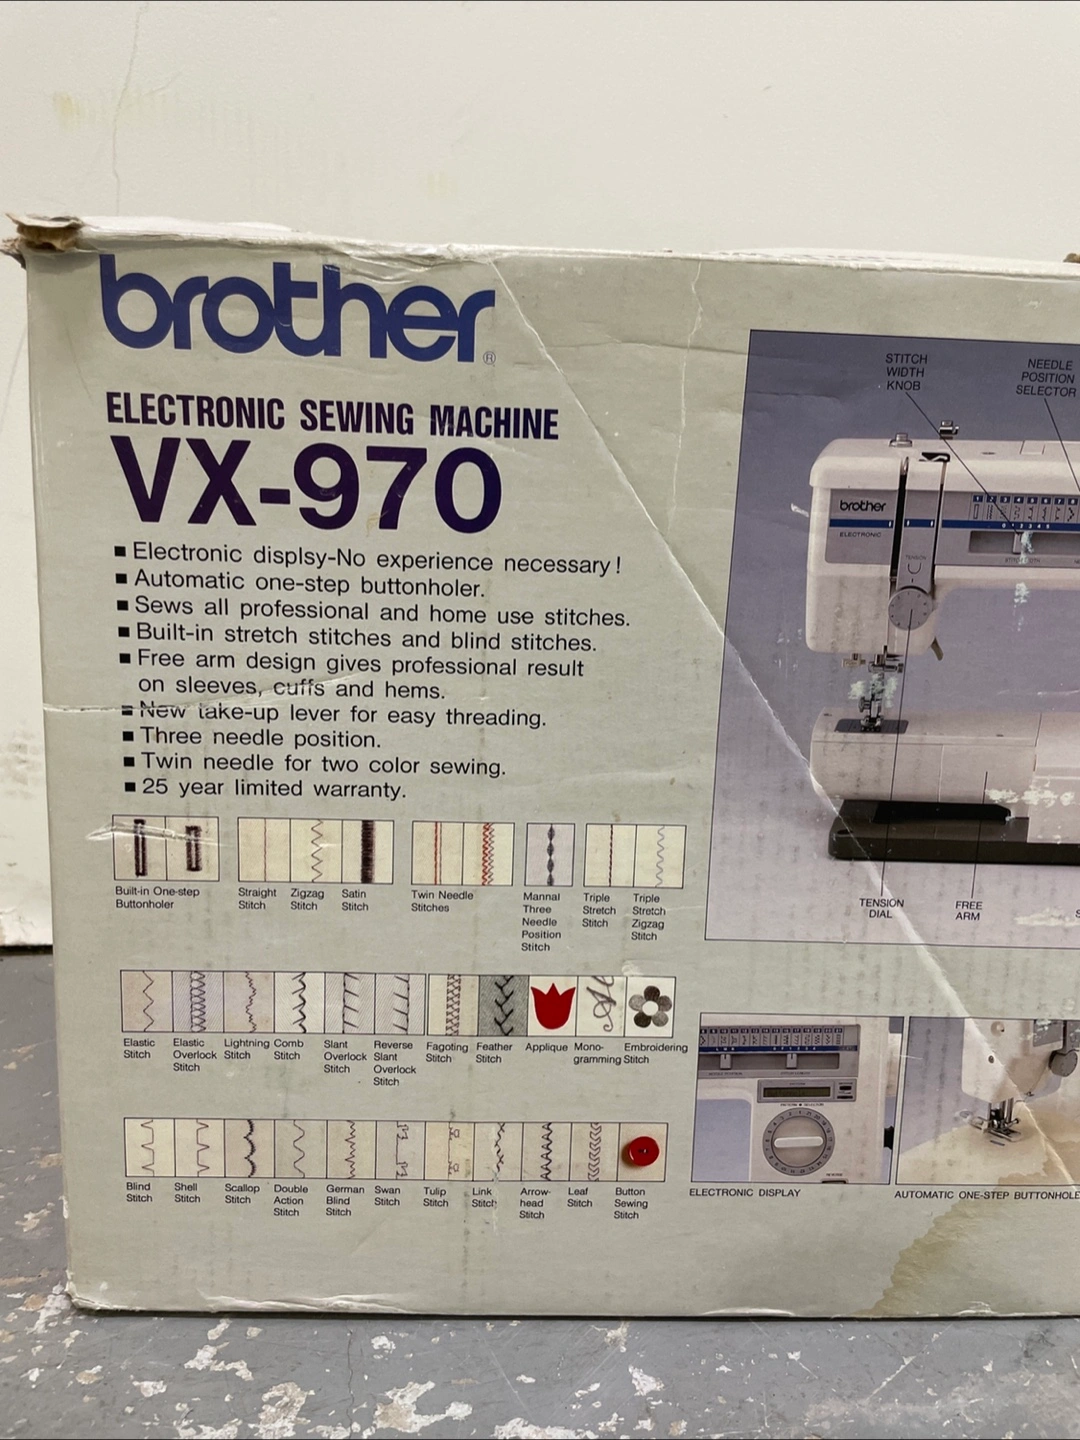 brother®
ELECTRONIC SEWING MACHINE
VX-970
■ Electronic displsy-No experience necessary!
■ Automatic one-step buttonholer.
■ Sews all professional and home use stitches.
■ Built-in stretch stitches and blind stitches.
■ Free arm design gives professional result
on sleeves, cuffs and hems.
■ New take-up lever for easy threading.
■ Three needle position.
■ Twin needle for two color sewing.
■ 25 year limited warranty.
Built-in One-step
Buttonholer
Straight
Stitch
Zigzag
Stitch
Satin
Stitch
Twin Needle
Stitches
Mannal
Three
Needle
Position
Stitch
Triple
Stretch
Stitch
Triple
Stretch
Zigzag
Stitch
Elastic
Stitch
Elastic
Overlock
Stitch
Lightning
Stitch
Comb
Stitch
Slant
Overlock
Stitch
Reverse
Slant
Overlock
Stitch
Fagoting
Stitch
Feather
Stitch
Applique
Mono-
gramming
Embroidering
Stitch
Blind
Stitch
Shell
Stitch
Scallop
Stitch
Double
Action
Stitch
German
Blind
Stitch
Swan
Stitch
Tulip
Stitch
Link
Stitch
Arrow-
head
Stitch
Leaf
Stitch
Button
Sewing
Stitch
STITCH
WIDTH
KNOB
NEEDLE
POSITION
SELECTOR
brother
ELECTRONIC
TENSION
TENSION
DIAL
FREE
ARM
ELECTRONIC DISPLAY
AUTOMATIC ONE-STEP BUTTONHOLE